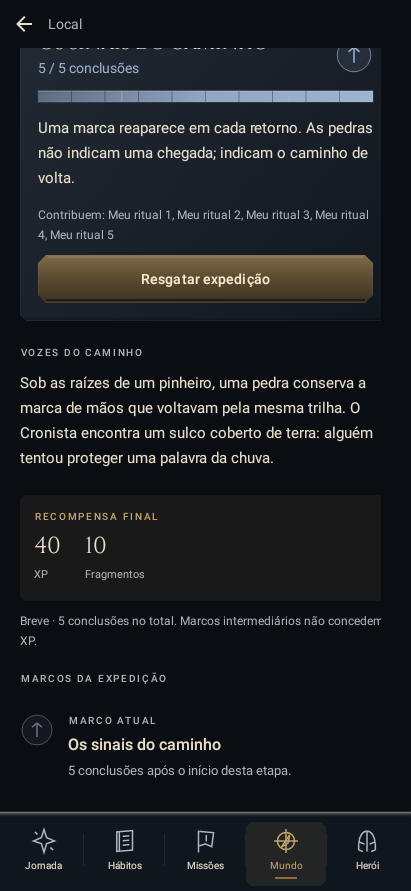 Local
5 / 5 conclusões
Uma marca reaparece em cada retorno. As pedras
não indicam uma chegada; indicam o caminho de
volta.
Contribuem: Meu ritual 1, Meu ritual 2, Meu ritual 3, Meu ritual
4, Meu ritual 5
Resgatar expedição
VOZES DO CAMINHO
Sob as raízes de um pinheiro, uma pedra conserva a
marca de mãos que voltavam pela mesma trilha. O
Cronista encontra um sulco coberto de terra: alguém
tentou proteger uma palavra da chuva.
RECOMPENSA FINAL
40 10
XP Fragmentos
Breve · 5 conclusões no total. Marcos intermediários não concedem
XP.
MARCOS DA EXPEDIÇÃO
MARCO ATUAL
Os sinais do caminho
5 conclusões após o início desta etapa.
Jornada Hábitos Missões Mundo Herói